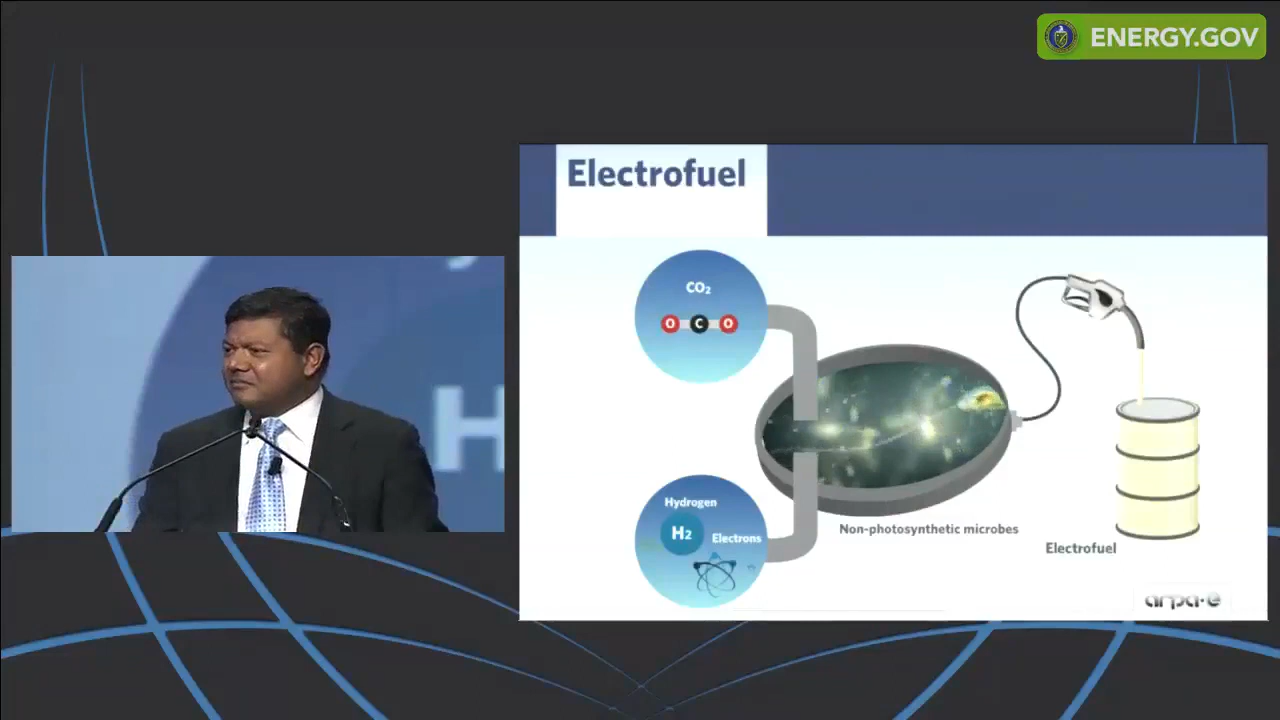 ENERGY.GOV
Electrofuel
CO₂
O C O
Hydrogen
H₂
Electrons
Non-photosynthetic microbes
Electrofuel
arpa·e
H